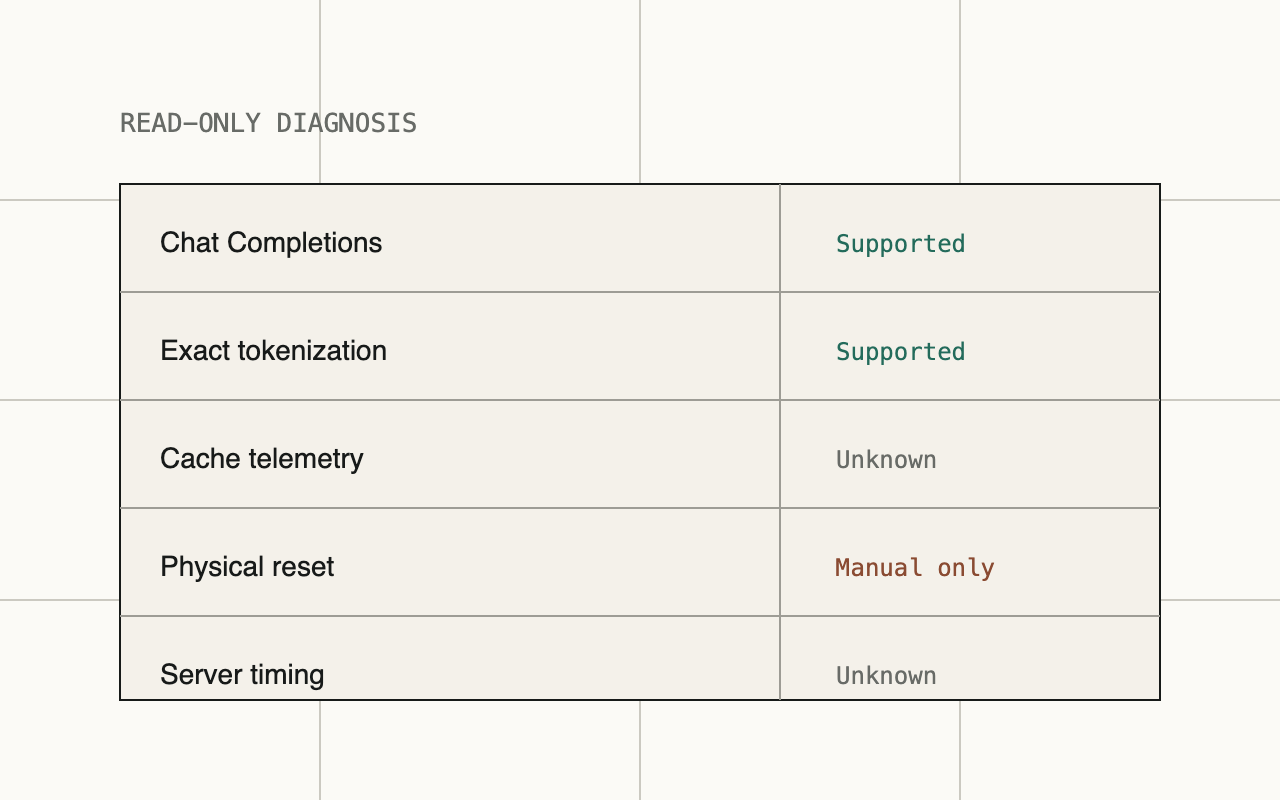 READ–ONLY DIAGNOSIS
Chat Completions Supported
Exact tokenization Supported
Cache telemetry Unknown
Physical reset Manual only
Server timing Unknown